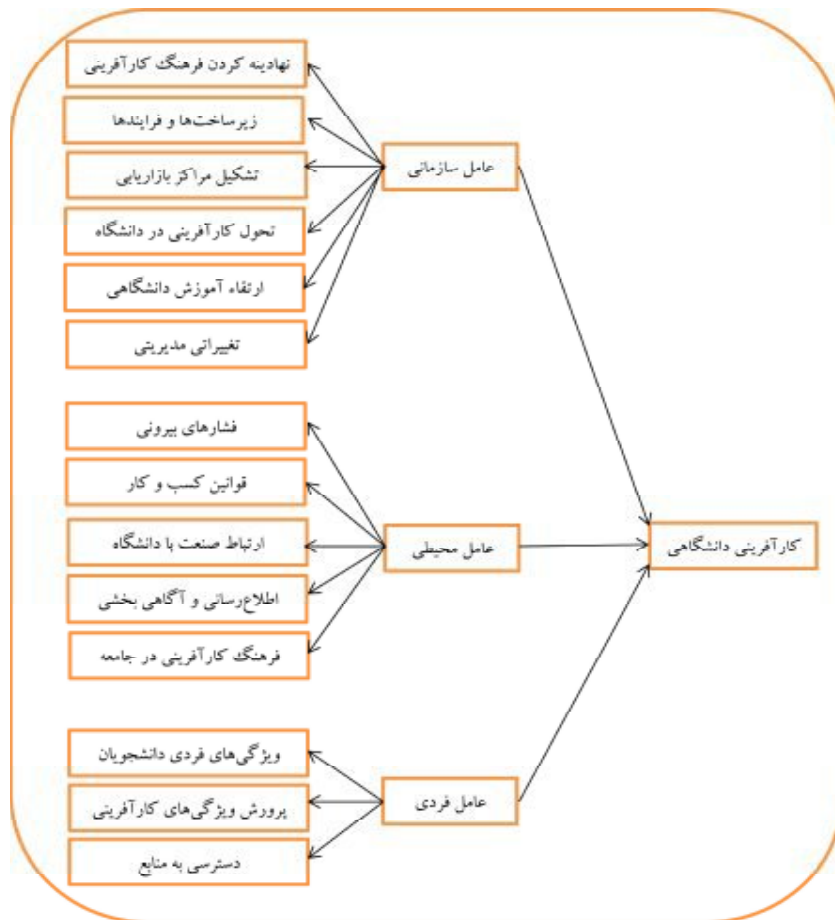 نهادینه کردن فرهنگ کارآفرینی
زیرساخت‌ها و فرایندها
تشکیل مراکز بازاریابی
تحول کارآفرینی در دانشگاه
ارتقاء آموزش دانشگاهی
تغییراتی مدیریتی
عامل سازمانی
فشارهای بیرونی
قوانین کسب و کار
ارتباط صنعت با دانشگاه
اطلاع‌رسانی و آگاهی بخشی
فرهنگ کارآفرینی در جامعه
عامل محیطی
کارآفرینی دانشگاهی
ویژگی‌های فردی دانشجویان
پرورش ویژگی‌های کارآفرینی
دسترسی به منابع
عامل فردی